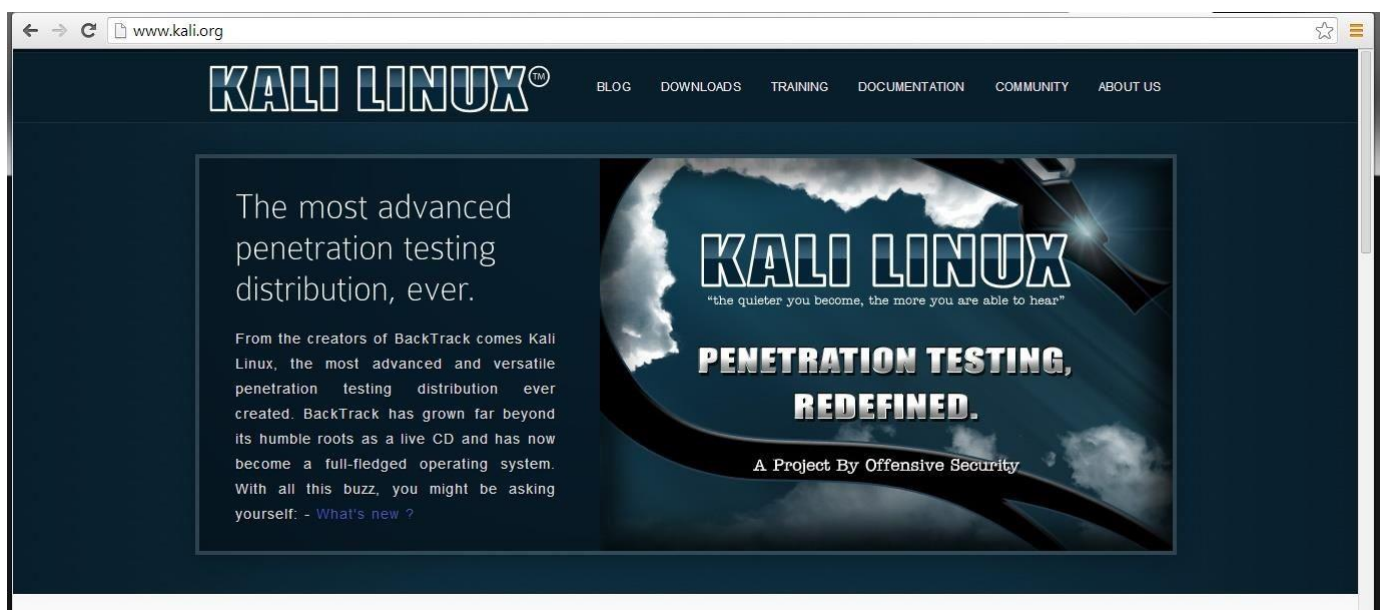 www.kali.org
KALI LINUX™
BLOG
DOWNLOADS
TRAINING
DOCUMENTATION
COMMUNITY
ABOUT US
The most advanced
penetration testing
distribution, ever.
From the creators of BackTrack comes Kali
Linux, the most advanced and versatile
penetration testing distribution ever
created. BackTrack has grown far beyond
its humble roots as a live CD and has now
become a full-fledged operating system.
With all this buzz, you might be asking
yourself: - What's new ?
KALI LINUX
“the quieter you become, the more you are able to hear”
PENETRATION TESTING,
REDEFINED.
A Project By Offensive Security